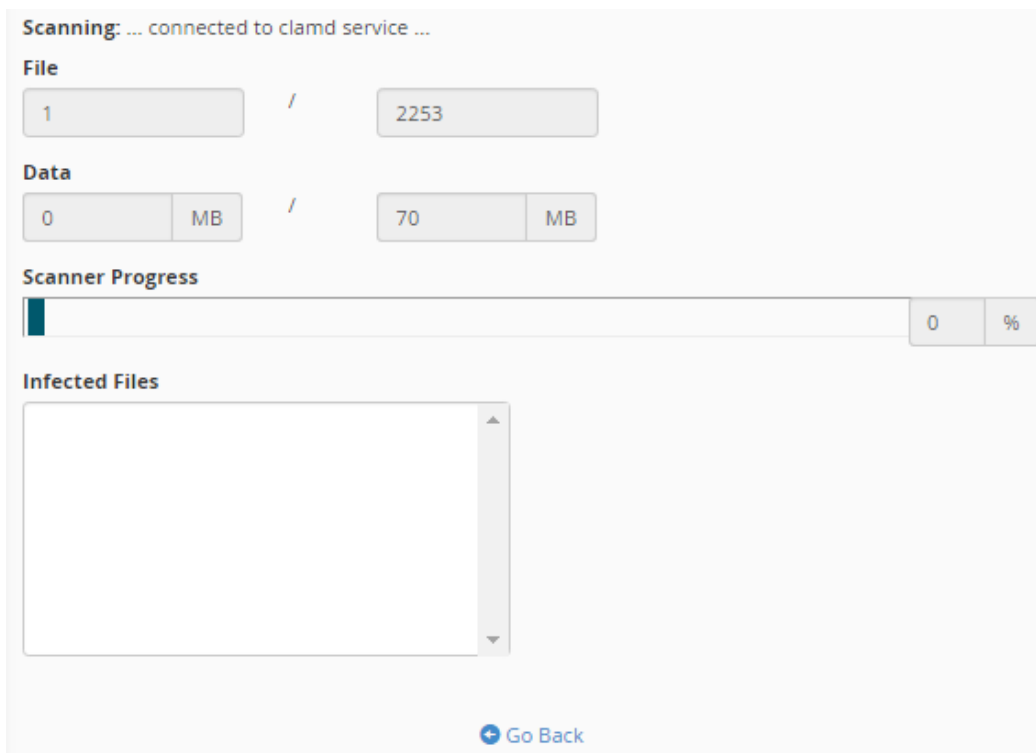 Scanning: ... connected to clamd service ...
File
1 / 2253
Data
0 MB / 70 MB
Scanner Progress
0 %
Infected Files
Go Back